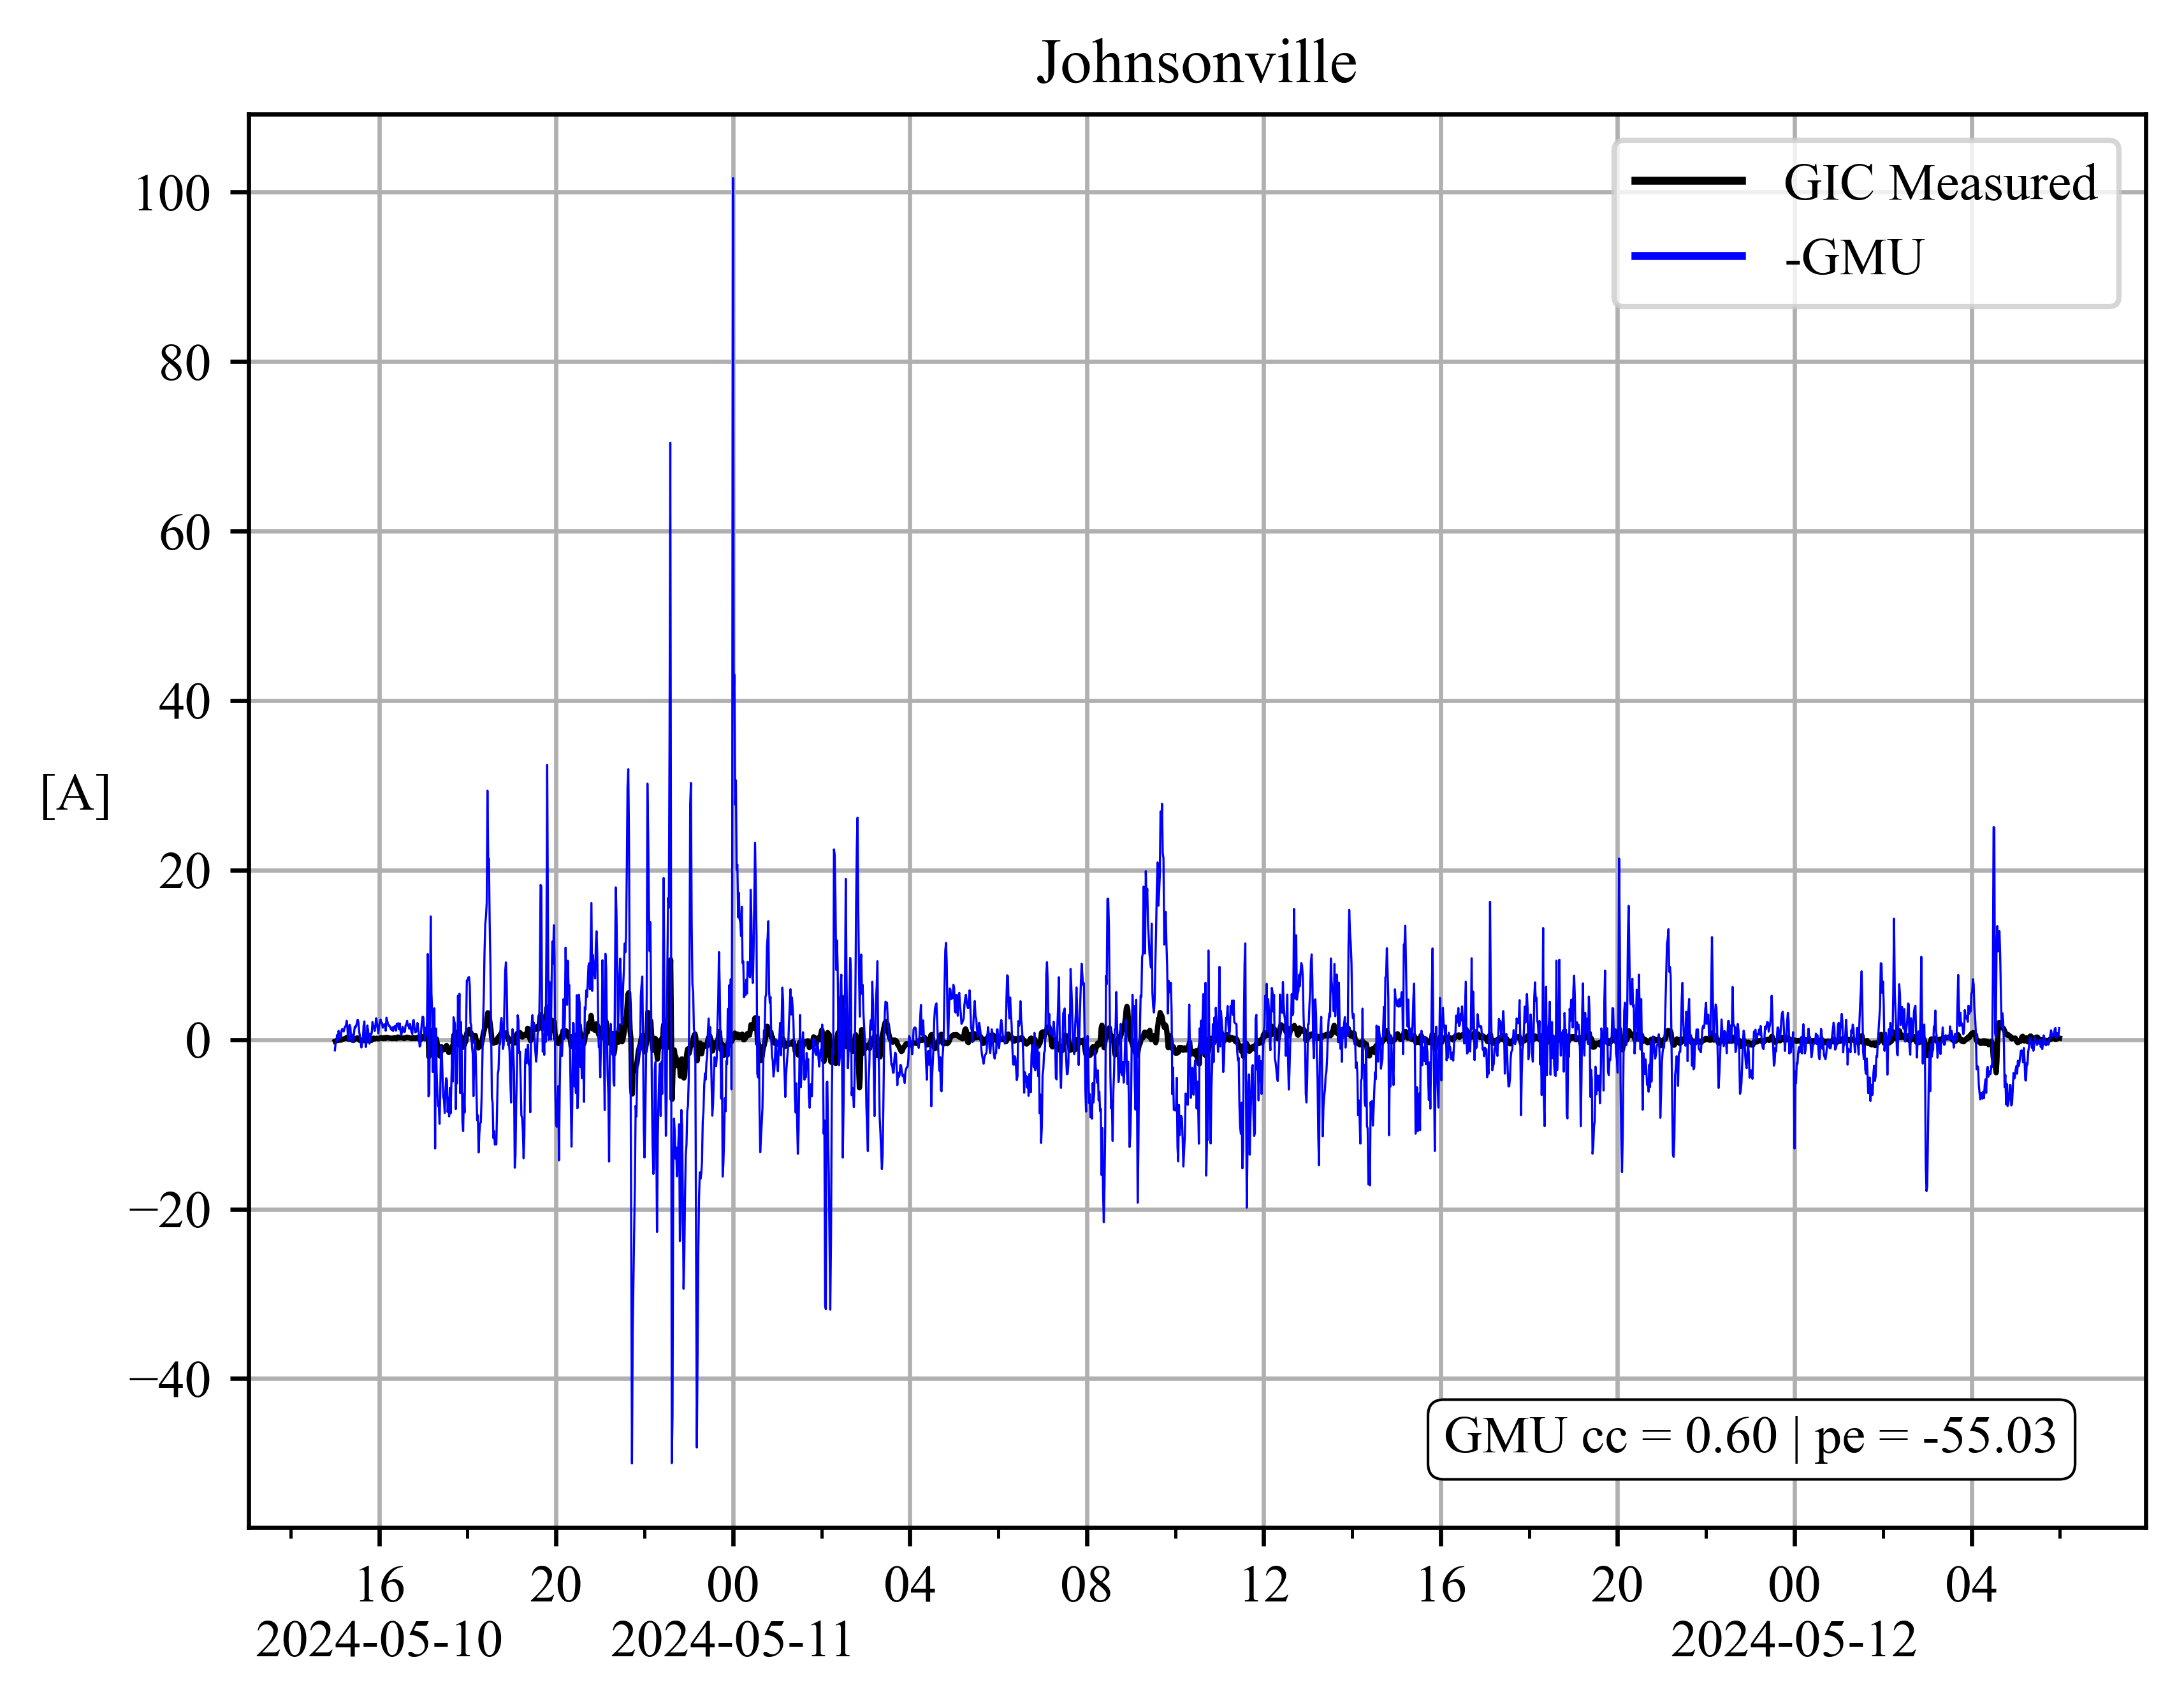 Johnsonville
100
80
60
40
20
0
−20
−40
[A]
GIC Measured
-GMU
GMU cc = 0.60 | pe = -55.03
16 20 00 04 08 12 16 20 00 04
2024-05-10 2024-05-11 2024-05-12